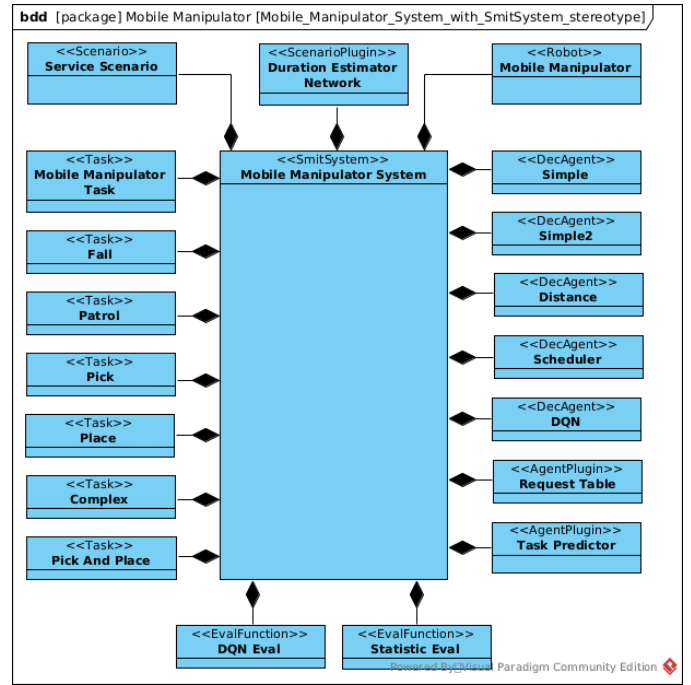 bdd [package] Mobile Manipulator [Mobile_Manipulator_System_with_SmitSystem_stereotype]
<<Scenario>>
Service Scenario
<<ScenarioPlugin>>
Duration Estimator
Network
<<Robot>>
Mobile Manipulator
<<Task>>
Mobile Manipulator
Task
<<SmitSystem>>
Mobile Manipulator System
<<DecAgent>>
Simple
<<Task>>
Fall
<<DecAgent>>
Simple2
<<Task>>
Patrol
<<DecAgent>>
Distance
<<Task>>
Pick
<<DecAgent>>
Scheduler
<<Task>>
Place
<<DecAgent>>
DQN
<<Task>>
Complex
<<AgentPlugin>>
Request Table
<<Task>>
Pick And Place
<<AgentPlugin>>
Task Predictor
<<EvalFunction>>
DQN Eval
<<EvalFunction>>
Statistic Eval
Powered By Visual Paradigm Community Edition